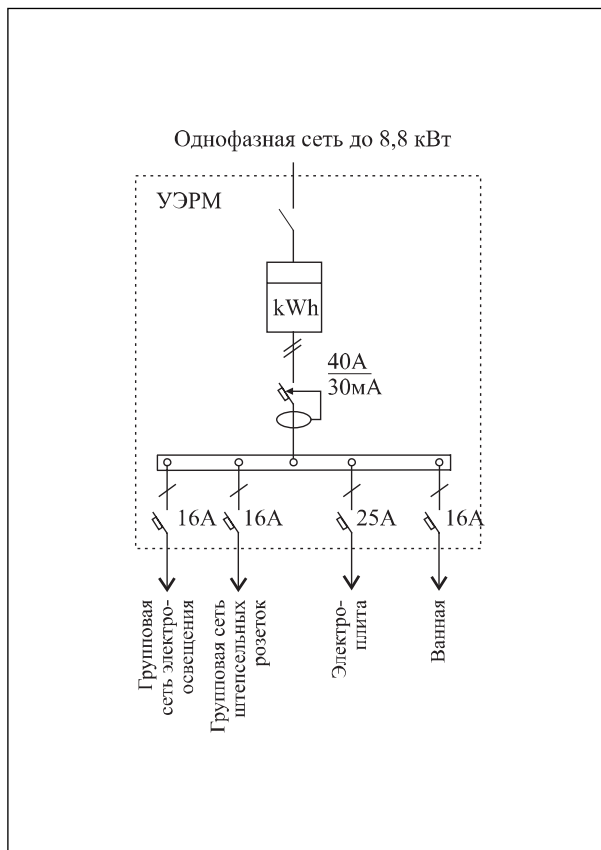 Однофазная сеть до 8,8 кВт
УЭРМ
kWh
40А
30мА
16А
16А
25А
16А
Групповая
сеть электро-
освещения
Групповая сеть
штепсельных
розеток
Электро-
плита
Ванная